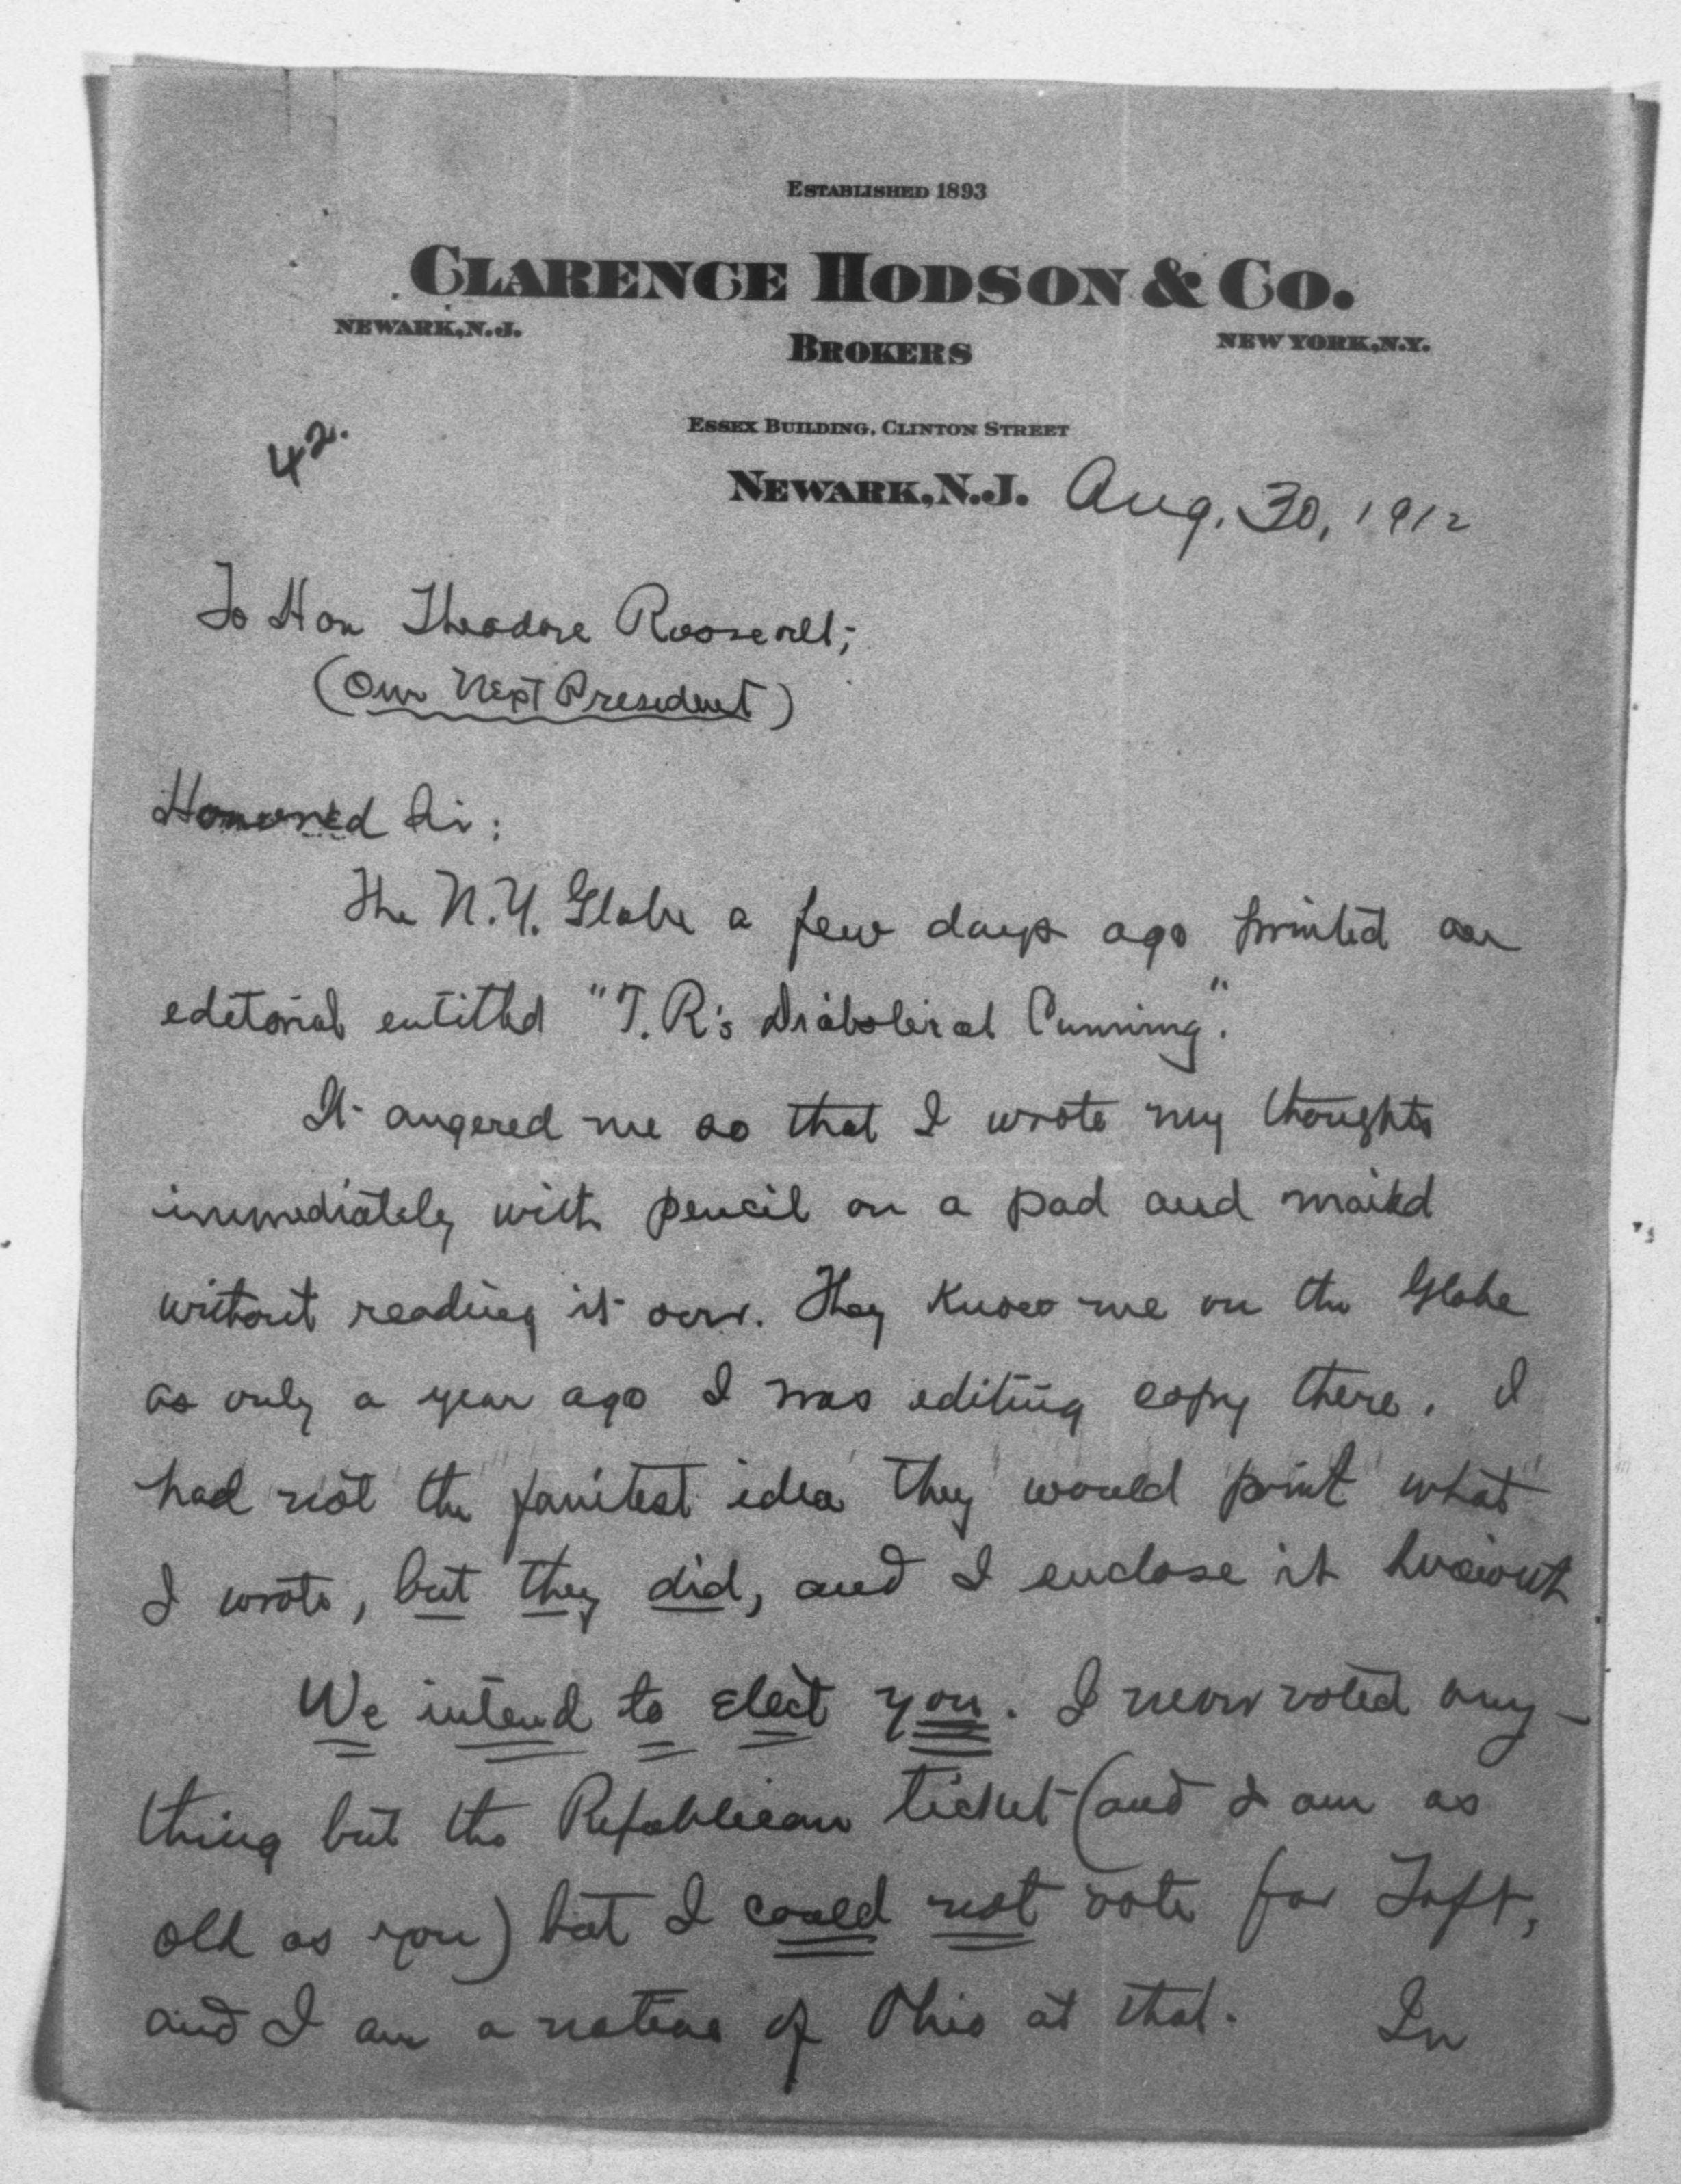 ESTABLISHED 1893
CLARENCE HODSON & CO.
NEWARK, N.J.
BROKERS
NEW YORK, N.Y.
ESSEX BUILDING, CLINTON STREET
42.
NEWARK, N.J. Aug. 30, 1912
To Hon Theodore Roosevelt;
(Our Next President)
Honored Sir:
The N.Y. Globe a few days ago printed an
editorial entitled "T.R's Diabolical Cunning."
It angered me so that I wrote my thoughts
immediately with pencil on a pad and mailed
without reading it over. They know me on the Globe
as only a year ago I was editing copy there. I
had not the faintest idea they would print what
I wrote, but they did, and I enclose it herewith.
We intend to elect you. I never voted any-
thing but the Republican ticket (and I am as
old as you) but I could not vote for Taft,
and I am a native of Ohio at that. In